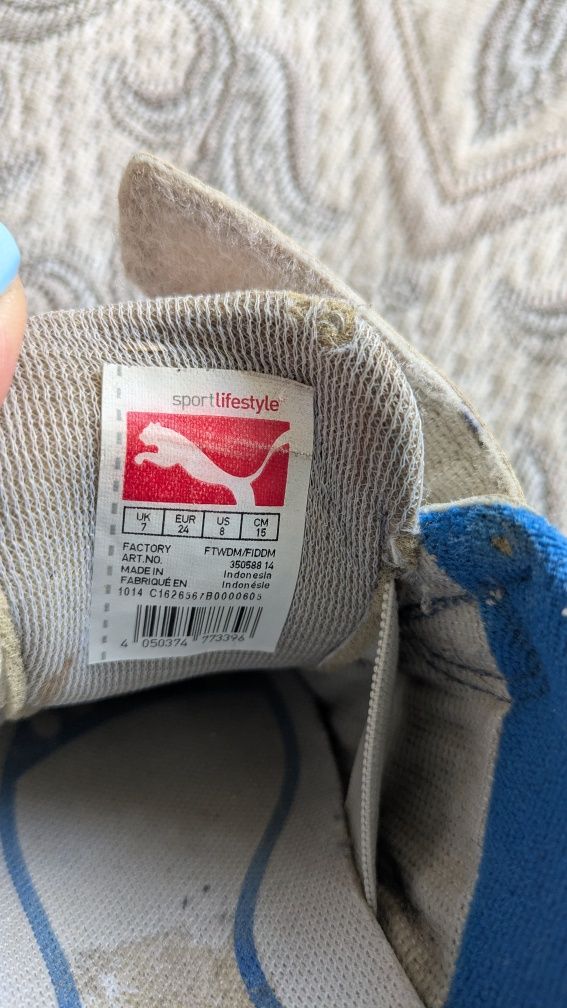 sportlifestyle
UK EUR US CM
7 24 8 15
FACTORY FTWDM/FIDDM
ART.NO. 350588 14
MADE IN Indonesia
FABRIQUÉ EN Indonésie
1014 C1626567B0000605
4 050374 773396